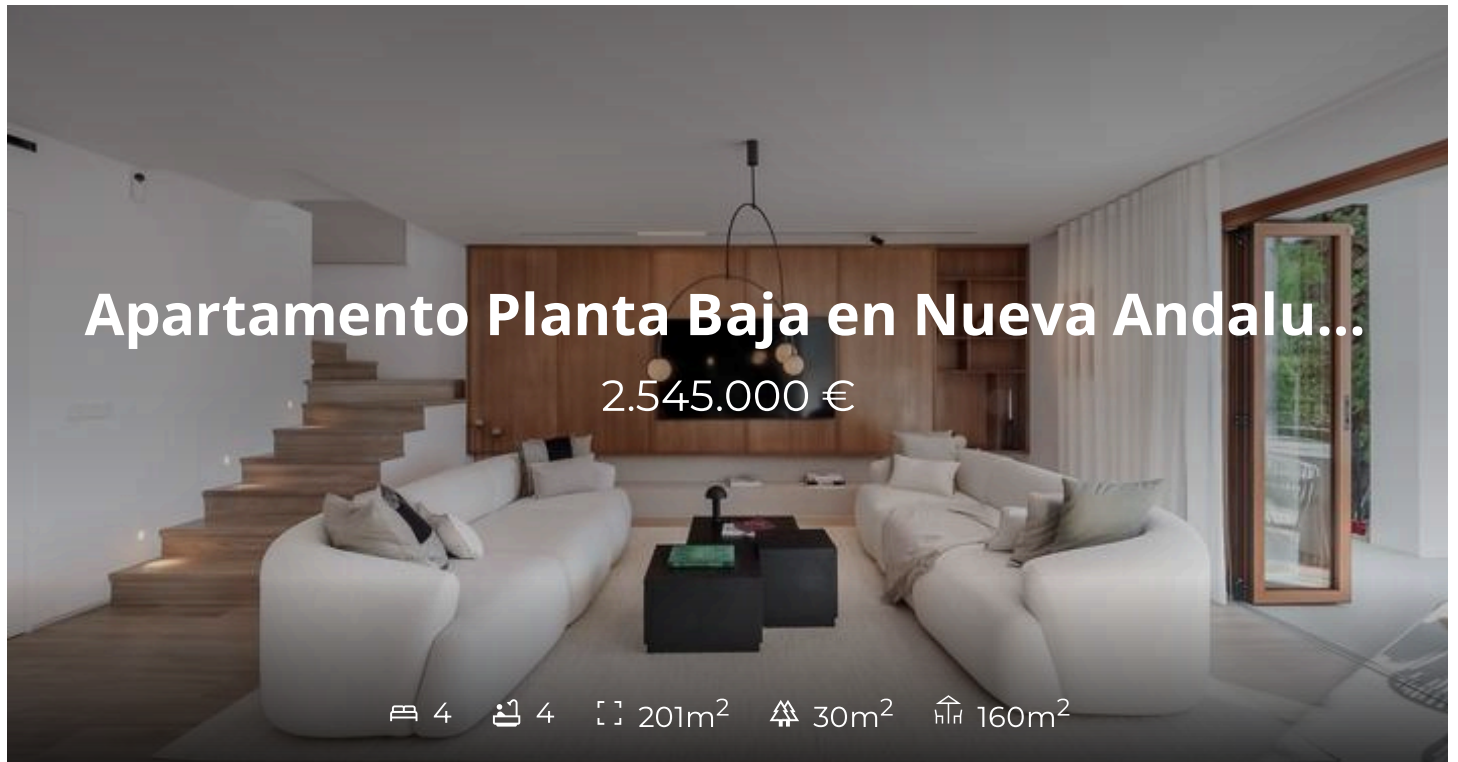 Apartamento Planta Baja en Nueva Andalu...
2.545.000 €
4 4 201m² 30m² 160m²